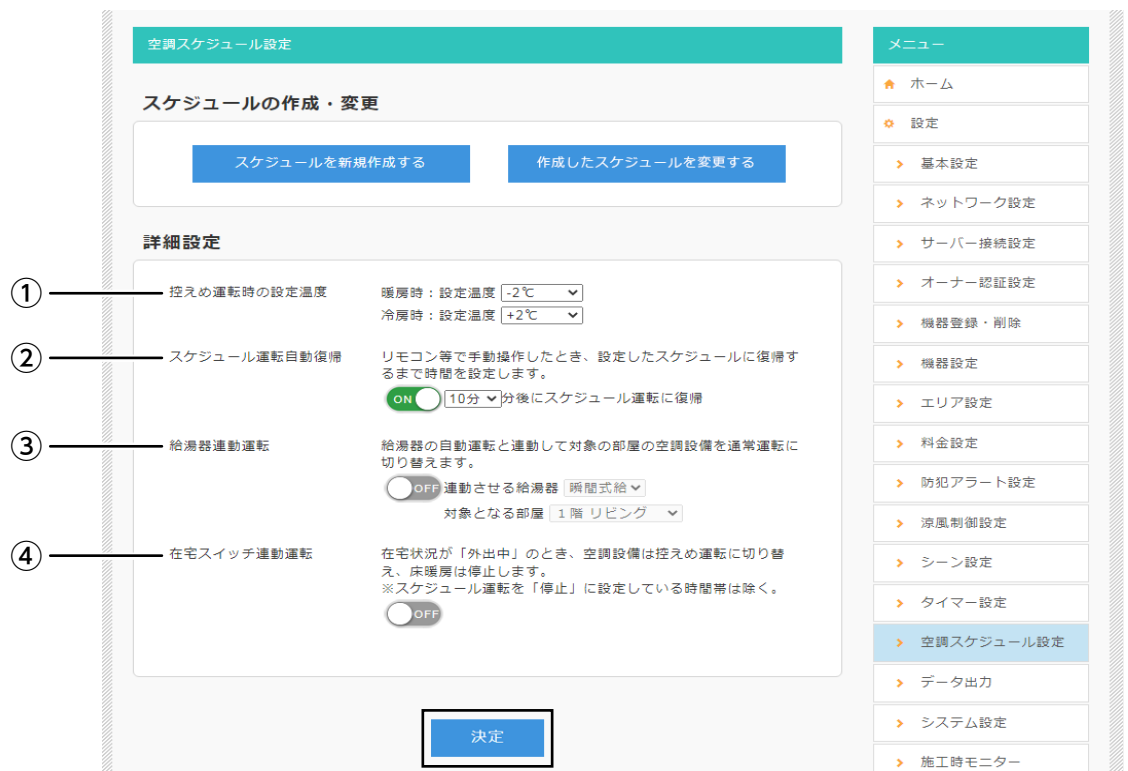 空調スケジュール設定
スケジュールの作成・変更
スケジュールを新規作成する
作成したスケジュールを変更する
詳細設定
①
控えめ運転時の設定温度
暖房時：設定温度 -2℃
冷房時：設定温度 +2℃
②
スケジュール運転自動復帰
リモコン等で手動操作したとき、設定したスケジュールに復帰す
るまで時間を設定します。
ON 10分 分後にスケジュール運転に復帰
③
給湯器連動運転
給湯器の自動運転と連動して対象の部屋の空調設備を通常運転に
切り替えます。
OFF 連動させる給湯器 瞬間式給
対象となる部屋 1階 リビング
④
在宅スイッチ連動運転
在宅状況が「外出中」のとき、空調設備は控えめ運転に切り替
え、床暖房は停止します。
※スケジュール運転を「停止」に設定している時間帯は除く。
OFF
決定
メニュー
ホーム
設定
基本設定
ネットワーク設定
サーバー接続設定
オーナー認証設定
機器登録・削除
機器設定
エリア設定
料金設定
防犯アラート設定
涼風制御設定
シーン設定
タイマー設定
空調スケジュール設定
データ出力
システム設定
施工時モニター